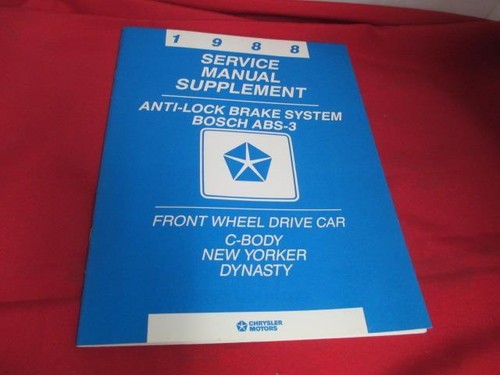 1988
SERVICE
MANUAL
SUPPLEMENT
ANTI-LOCK BRAKE SYSTEM
BOSCH ABS-3
FRONT WHEEL DRIVE CAR
C-BODY
NEW YORKER
DYNASTY
CHRYSLER
MOTORS